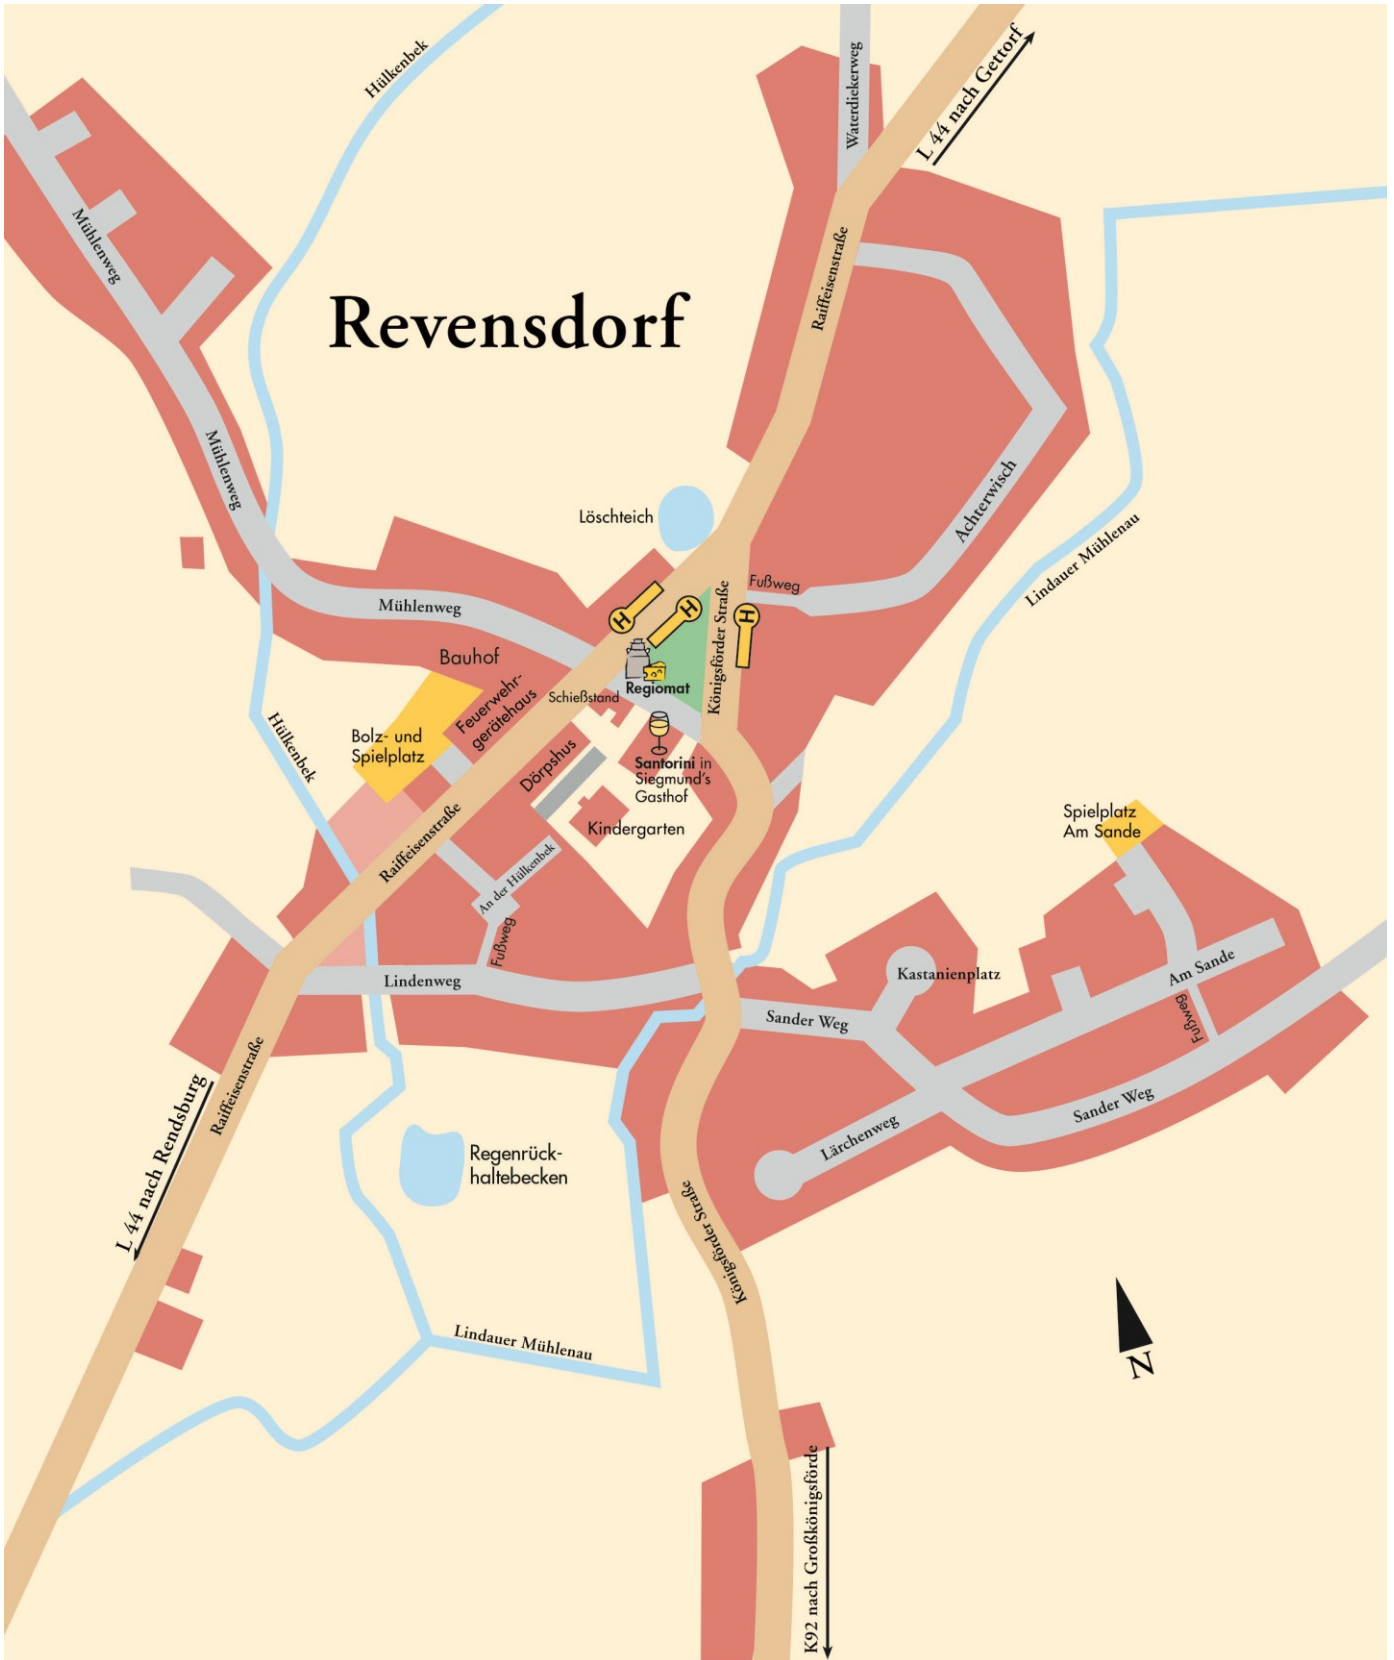 Hülkenbek
Waterdiekerweg
L 44 nach Gettorf
Mühlenweg
Raiffeisenstraße
Revensdorf
Mühlenweg
Achterwisch
Löschteich
Lindauer Mühlenau
Fußweg
Mühlenweg
H
H
H
Königsförder Straße
Bauhof
Regiomat
Schießstand
Feuerwehr-
gerätehaus
Bolz- und
Spielplatz
Hülkenbek
Dörpshus
Santorini in
Siegmund's
Gasthof
Kindergarten
Spielplatz
Am Sande
Raiffeisenstraße
An der Hülkenbek
Fußweg
Lindenweg
Kastanienplatz
Am Sande
Sander Weg
Fußweg
Raiffeisenstraße
Sander Weg
Lärchenweg
L 44 nach Rendsburg
Regenrück-
haltebecken
Königsförder Straße
Lindauer Mühlenau
N
K92 nach Großkönigsförde